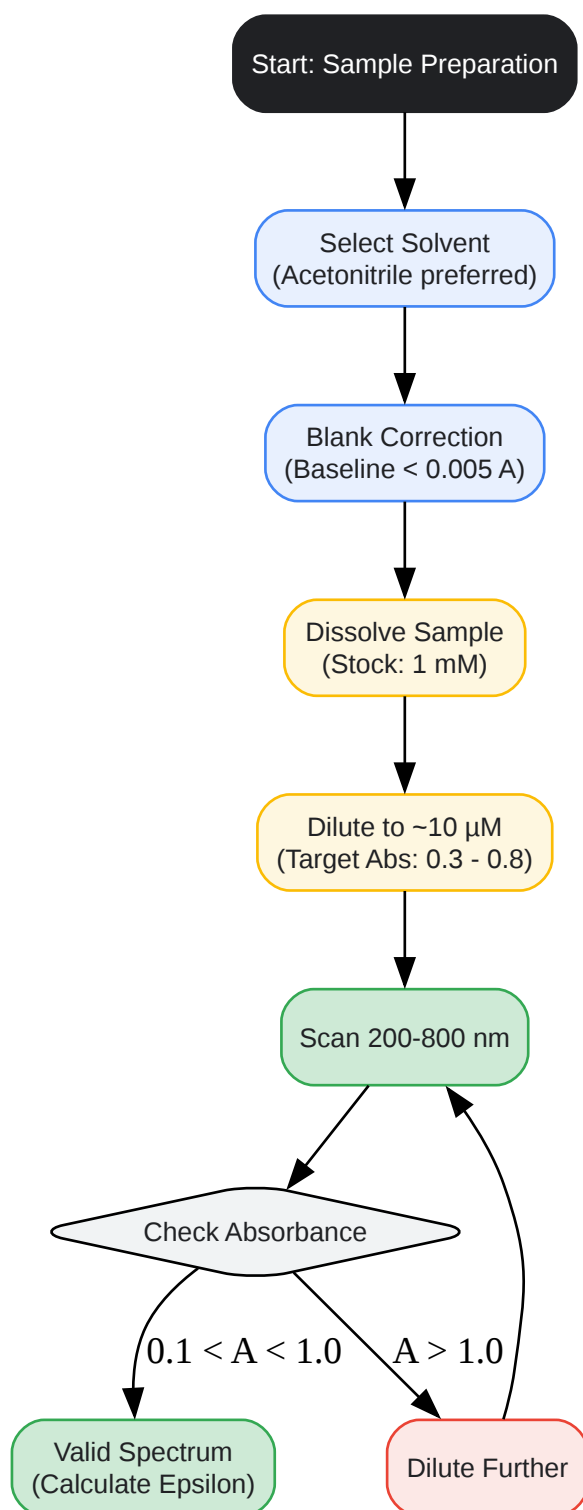 Start: Sample Preparation
Select Solvent
(Acetonitrile preferred)
Blank Correction
(Baseline < 0.005 A)
Dissolve Sample
(Stock: 1 mM)
Dilute to ~10 µM
(Target Abs: 0.3 - 0.8)
Scan 200-800 nm
Check Absorbance
0.1 < A < 1.0
A > 1.0
Valid Spectrum
(Calculate Epsilon)
Dilute Further